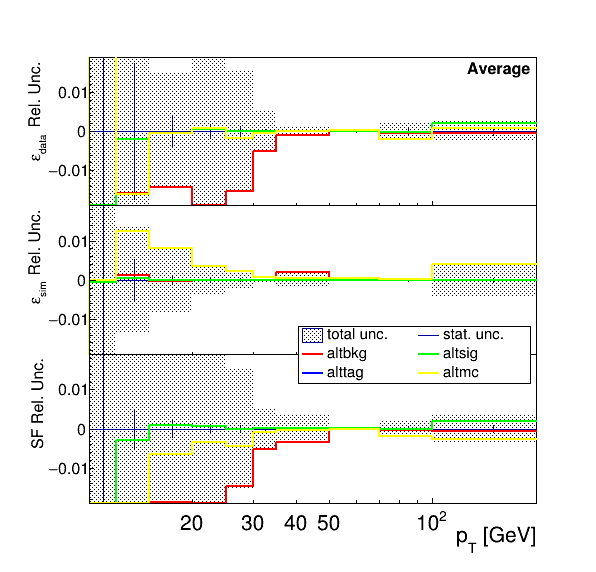 Average
ε_data Rel. Unc.
0.01
0
−0.01
ε_sim Rel. Unc.
0.01
0
−0.01
total unc. stat. unc.
altbkg altsig
alttag altmc
SF Rel. Unc.
0.01
0
−0.01
20 30 40 50 10²
p_T [GeV]